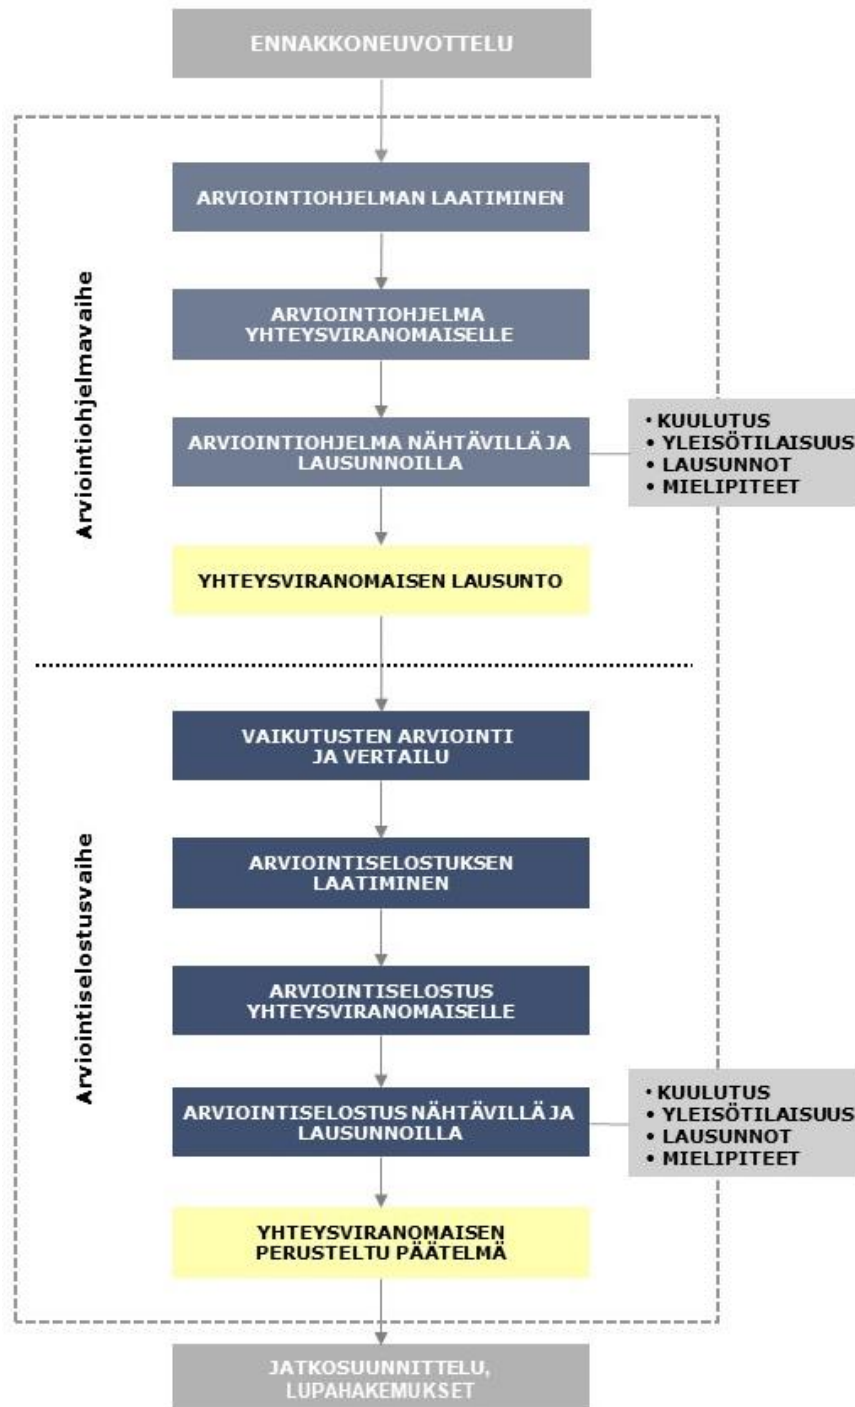 ENNAKKONEUVOTTELU
Arviointiohjelmavaihe
ARVIOINTIOHJELMAN LAATIMINEN
ARVIOINTIOHJELMA
YHTEYSVIRANOMAISELLE
ARVIOINTIOHJELMA NÄHTÄVILLÄ JA
LAUSUNNOILLA
• KUULUTUS
• YLEISÖTILAISUUS
• LAUSUNNOT
• MIELIPITEET
YHTEYSVIRANOMAISEN LAUSUNTO
Arviointiselostusvaihe
VAIKUTUSTEN ARVIOINTI
JA VERTAILU
ARVIOINTISELOSTUKSEN
LAATIMINEN
ARVIOINTISELOSTUS
YHTEYSVIRANOMAISELLE
ARVIOINTISELOSTUS NÄHTÄVILLÄ JA
LAUSUNNOILLA
• KUULUTUS
• YLEISÖTILAISUUS
• LAUSUNNOT
• MIELIPITEET
YHTEYSVIRANOMAISEN
PERUSTELTU PÄÄTELMÄ
JATKOSUUNNITTELU,
LUPAHAKEMUKSET